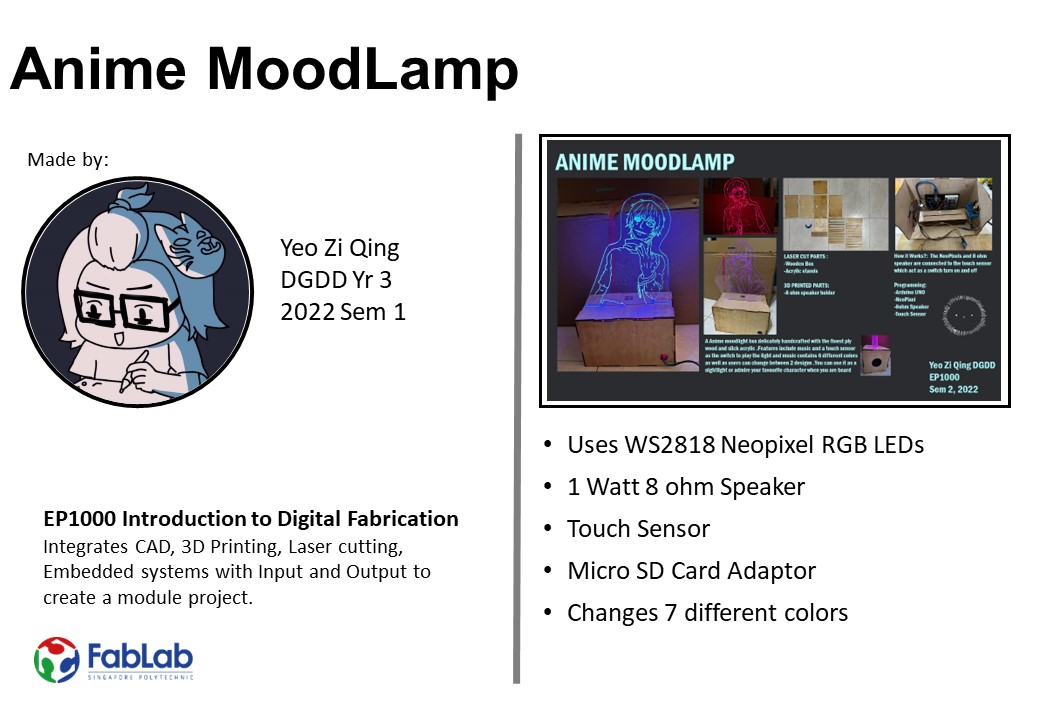 Anime MoodLamp
Made by:
Yeo Zi Qing
DGDD Yr 3
2022 Sem 1
EP1000 Introduction to Digital Fabrication
Integrates CAD, 3D Printing, Laser cutting,
Embedded systems with Input and Output to
create a module project.
FabLab
SINGAPORE POLYTECHNIC
ANIME MOODLAMP
LASER CUT PARTS :
-Wooden Box
-Acrylic stands
3D PRINTED PARTS:
-8 ohm speaker holder
How it Works?: The NeoPixels and 8 ohm
speaker are connected to the touch sensor
which act as a switch turn on and off
Programming:
-Arduino UNO
-NeoPixel
-8ohm Speaker
-Touch Sensor
A Anime moodlight box delicately handcrafted with the finest ply
wood and slick acrylic .Features include music and a touch sensor
as the switch to play the light and music contains 6 different colors
as well as users can change between 2 designs .You can use it as a
nightlight or admire your favourite character when you are board
Yeo Zi Qing DGDD
EP1000
Sem 2, 2022
• Uses WS2818 Neopixel RGB LEDs
• 1 Watt 8 ohm Speaker
• Touch Sensor
• Micro SD Card Adaptor
• Changes 7 different colors